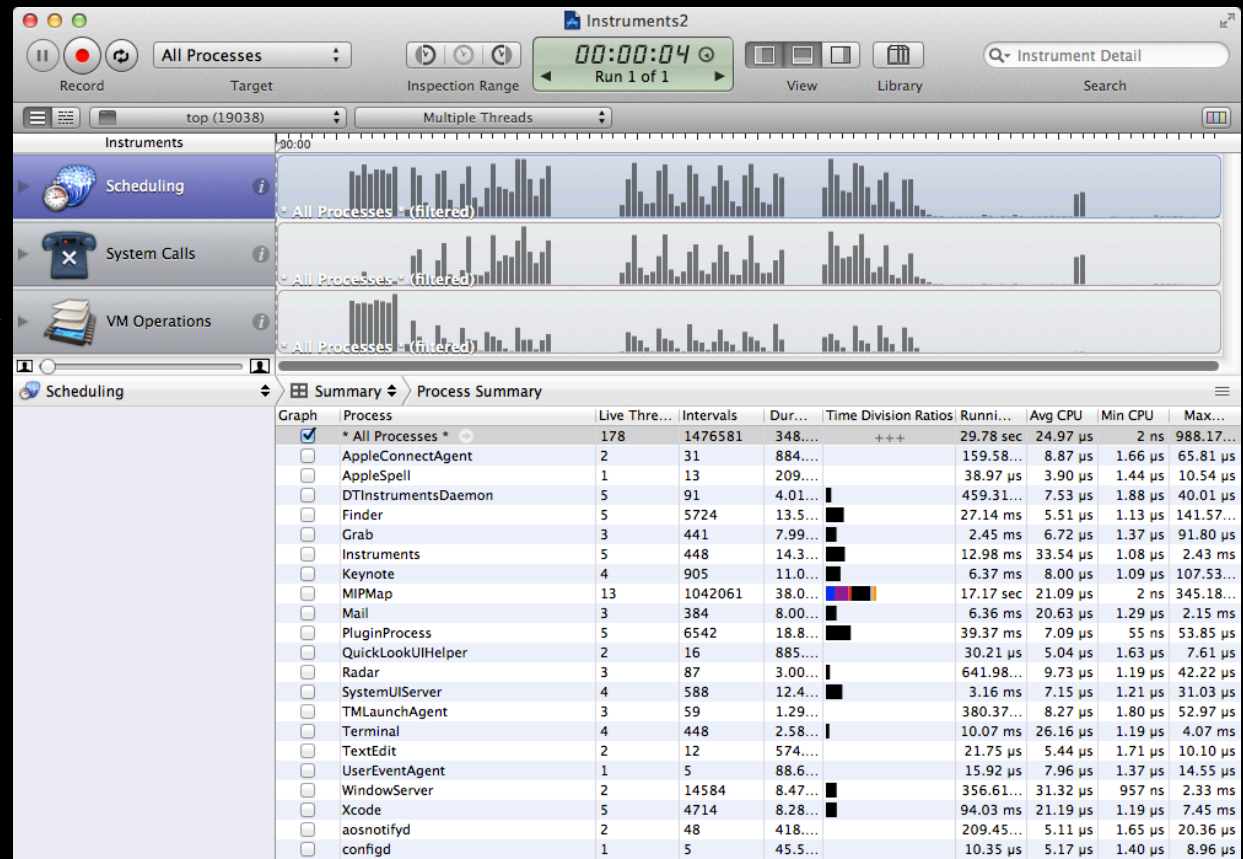 Instruments2
All Processes
00:00:04
Run 1 of 1
Instrument Detail
Record Target Inspection Range View Library Search
top (19038) Multiple Threads
Instruments 00:00
Scheduling
* All Processes * (filtered)
System Calls
* All Processes * (filtered)
VM Operations
* All Processes * (filtered)
Scheduling Summary Process Summary
Graph Process Live Thre... Intervals Dur... Time Division Ratios Runni... Avg CPU Min CPU Max...
* All Processes * 178 1476581 348.... +++ 29.78 sec 24.97 µs 2 ns 988.17...
AppleConnectAgent 2 31 884.... 159.58... 8.87 µs 1.66 µs 65.81 µs
AppleSpell 1 13 209.... 38.97 µs 3.90 µs 1.44 µs 10.54 µs
DTInstrumentsDaemon 5 91 4.01... 459.31... 7.53 µs 1.88 µs 40.01 µs
Finder 5 5724 13.5... 27.14 ms 5.51 µs 1.13 µs 141.57...
Grab 3 441 7.99... 2.45 ms 6.72 µs 1.37 µs 91.80 µs
Instruments 5 448 14.3... 12.98 ms 33.54 µs 1.08 µs 2.43 ms
Keynote 4 905 11.0... 6.37 ms 8.00 µs 1.09 µs 107.53...
MIPMap 13 1042061 38.0... 17.17 sec 21.09 µs 2 ns 345.18...
Mail 3 384 8.00... 6.36 ms 20.63 µs 1.29 µs 2.15 ms
PluginProcess 5 6542 18.8... 39.37 ms 7.09 µs 55 ns 53.85 µs
QuickLookUIHelper 2 16 885.... 30.21 µs 5.04 µs 1.63 µs 7.61 µs
Radar 3 87 3.00... 641.98... 9.73 µs 1.19 µs 42.22 µs
SystemUIServer 4 588 12.4... 3.16 ms 7.15 µs 1.21 µs 31.03 µs
TMLaunchAgent 3 59 1.29... 380.37... 8.27 µs 1.80 µs 52.97 µs
Terminal 4 448 2.58... 10.07 ms 26.16 µs 1.19 µs 4.07 ms
TextEdit 2 12 574.... 21.75 µs 5.44 µs 1.71 µs 10.10 µs
UserEventAgent 1 5 88.6... 15.92 µs 7.96 µs 1.37 µs 14.55 µs
WindowServer 2 14584 8.47... 356.61... 31.32 µs 957 ns 2.33 ms
Xcode 5 4714 8.28... 94.03 ms 21.19 µs 1.19 µs 7.45 ms
aosnotifyd 2 48 418.... 209.45... 5.11 µs 1.65 µs 20.36 µs
configd 1 5 45.5... 10.35 µs 5.17 µs 1.40 µs 8.96 µs